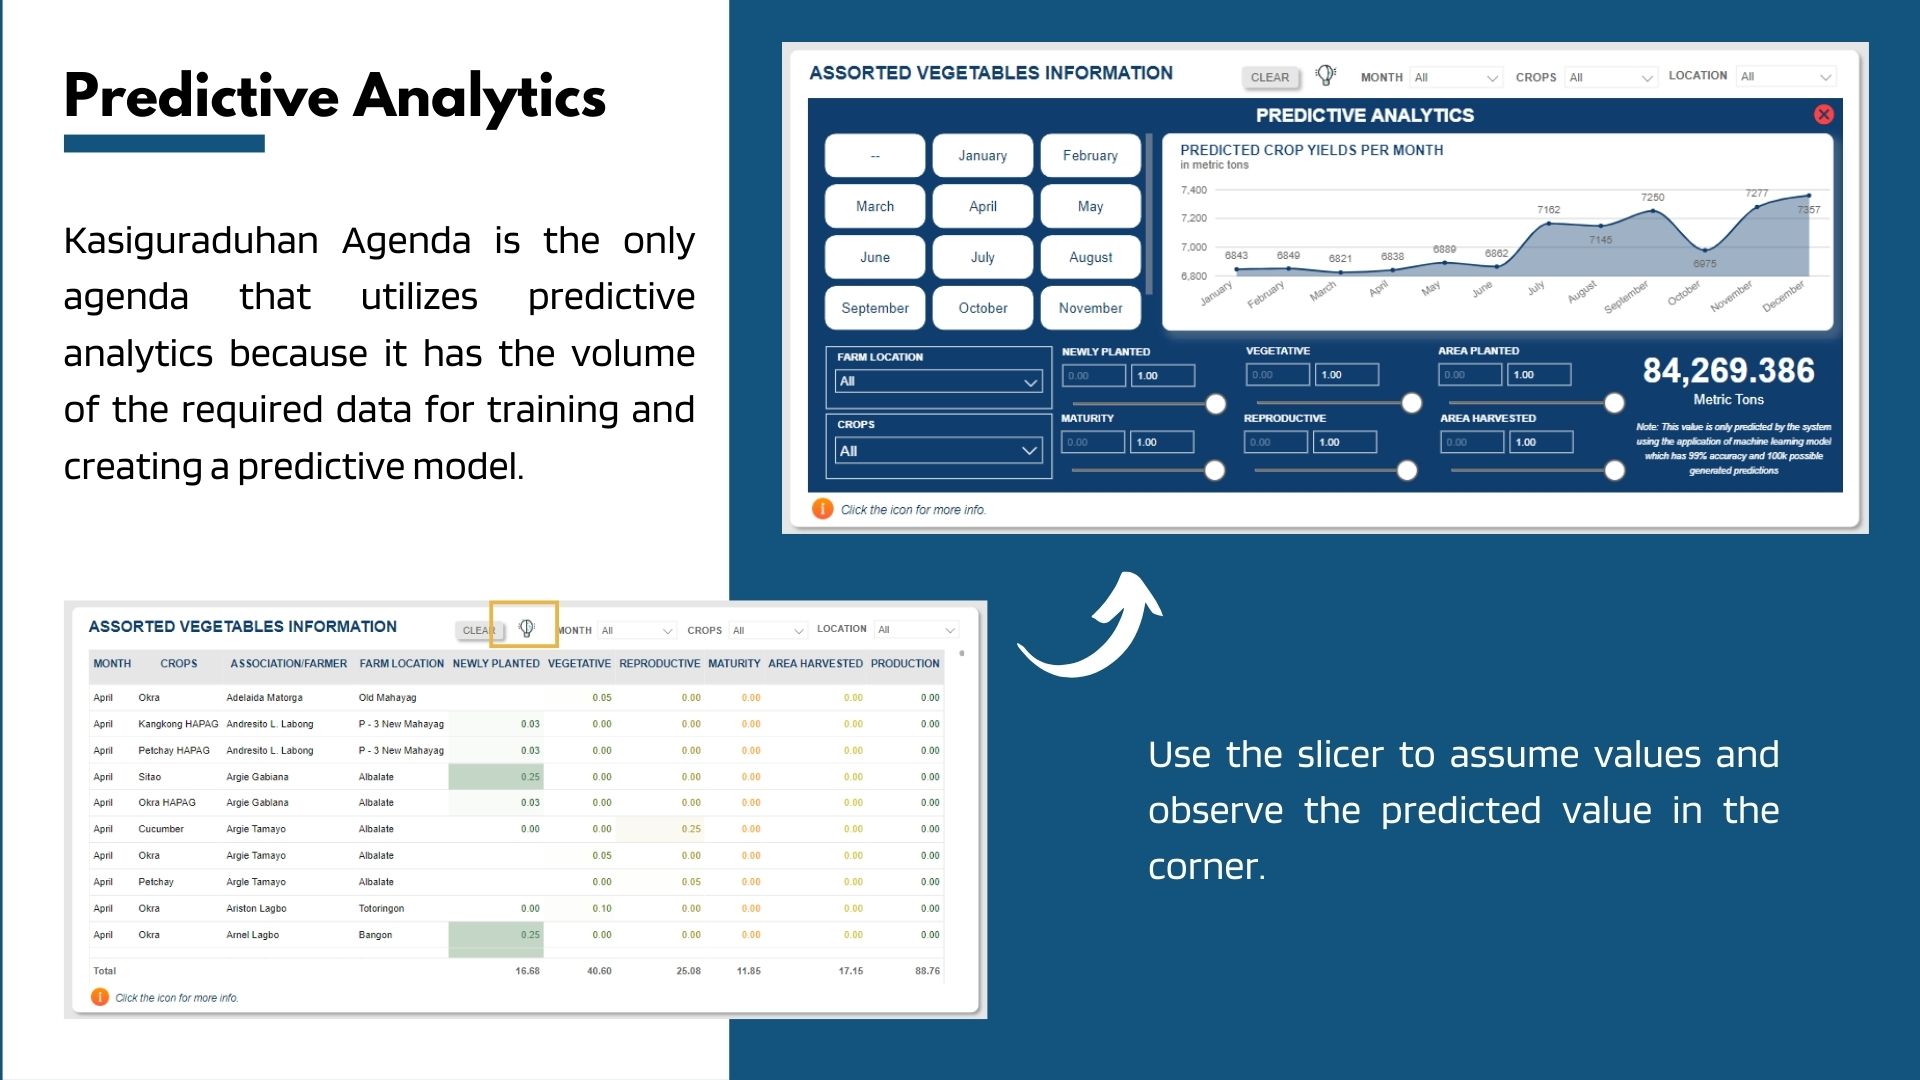 Predictive Analytics
Kasiguraduhan Agenda is the only
agenda that utilizes predictive
analytics because it has the volume
of the required data for training and
creating a predictive model.
ASSORTED VEGETABLES INFORMATION
CLEAR MONTH All CROPS All LOCATION All
PREDICTIVE ANALYTICS
-- January February
March April May
June July August
September October November
PREDICTED CROP YIELDS PER MONTH
in metric tons
7,400
7,200
7,000
6,800
6843 6849 6821 6838 6889 6862 7162 7145 7250 6975 7277 7357
January February March April May June July August September October November December
FARM LOCATION
All
CROPS
All
NEWLY PLANTED VEGETATIVE AREA PLANTED
0.00 1.00 0.00 1.00 0.00 1.00
MATURITY REPRODUCTIVE AREA HARVESTED
0.00 1.00 0.00 1.00 0.00 1.00
84,269.386
Metric Tons
Note: This value is only predicted by the system
using the application of machine learning model
which has 99% accuracy and 100k possible
generated predictions
i Click the icon for more info.
ASSORTED VEGETABLES INFORMATION
CLEAR MONTH All CROPS All LOCATION All
MONTH CROPS ASSOCIATION/FARMER FARM LOCATION NEWLY PLANTED VEGETATIVE REPRODUCTIVE MATURITY AREA HARVESTED PRODUCTION
April Okra Adelaida Matorga Old Mahayag 0.05 0.00 0.00 0.00 0.00
April Kangkong HAPAG Andresito L. Labong P - 3 New Mahayag 0.03 0.00 0.00 0.00 0.00 0.00
April Petchay HAPAG Andresito L. Labong P - 3 New Mahayag 0.03 0.00 0.00 0.00 0.00 0.00
April Sitao Argie Gabiana Albalate 0.25 0.00 0.00 0.00 0.00 0.00
April Okra HAPAG Argie Gabiana Albalate 0.03 0.00 0.00 0.00 0.00 0.00
April Cucumber Argie Tamayo Albalate 0.00 0.00 0.25 0.00 0.00 0.00
April Okra Argie Tamayo Albalate 0.05 0.00 0.00 0.00 0.00
April Petchay Argie Tamayo Albalate 0.00 0.05 0.00 0.00 0.00
April Okra Ariston Lagbo Totoringon 0.00 0.10 0.00 0.00 0.00 0.00
April Okra Arnel Lagbo Bangon 0.25 0.00 0.00 0.00 0.00 0.00
Total 16.68 40.60 25.08 11.85 17.15 88.76
i Click the icon for more info.
Use the slicer to assume values and
observe the predicted value in the
corner.